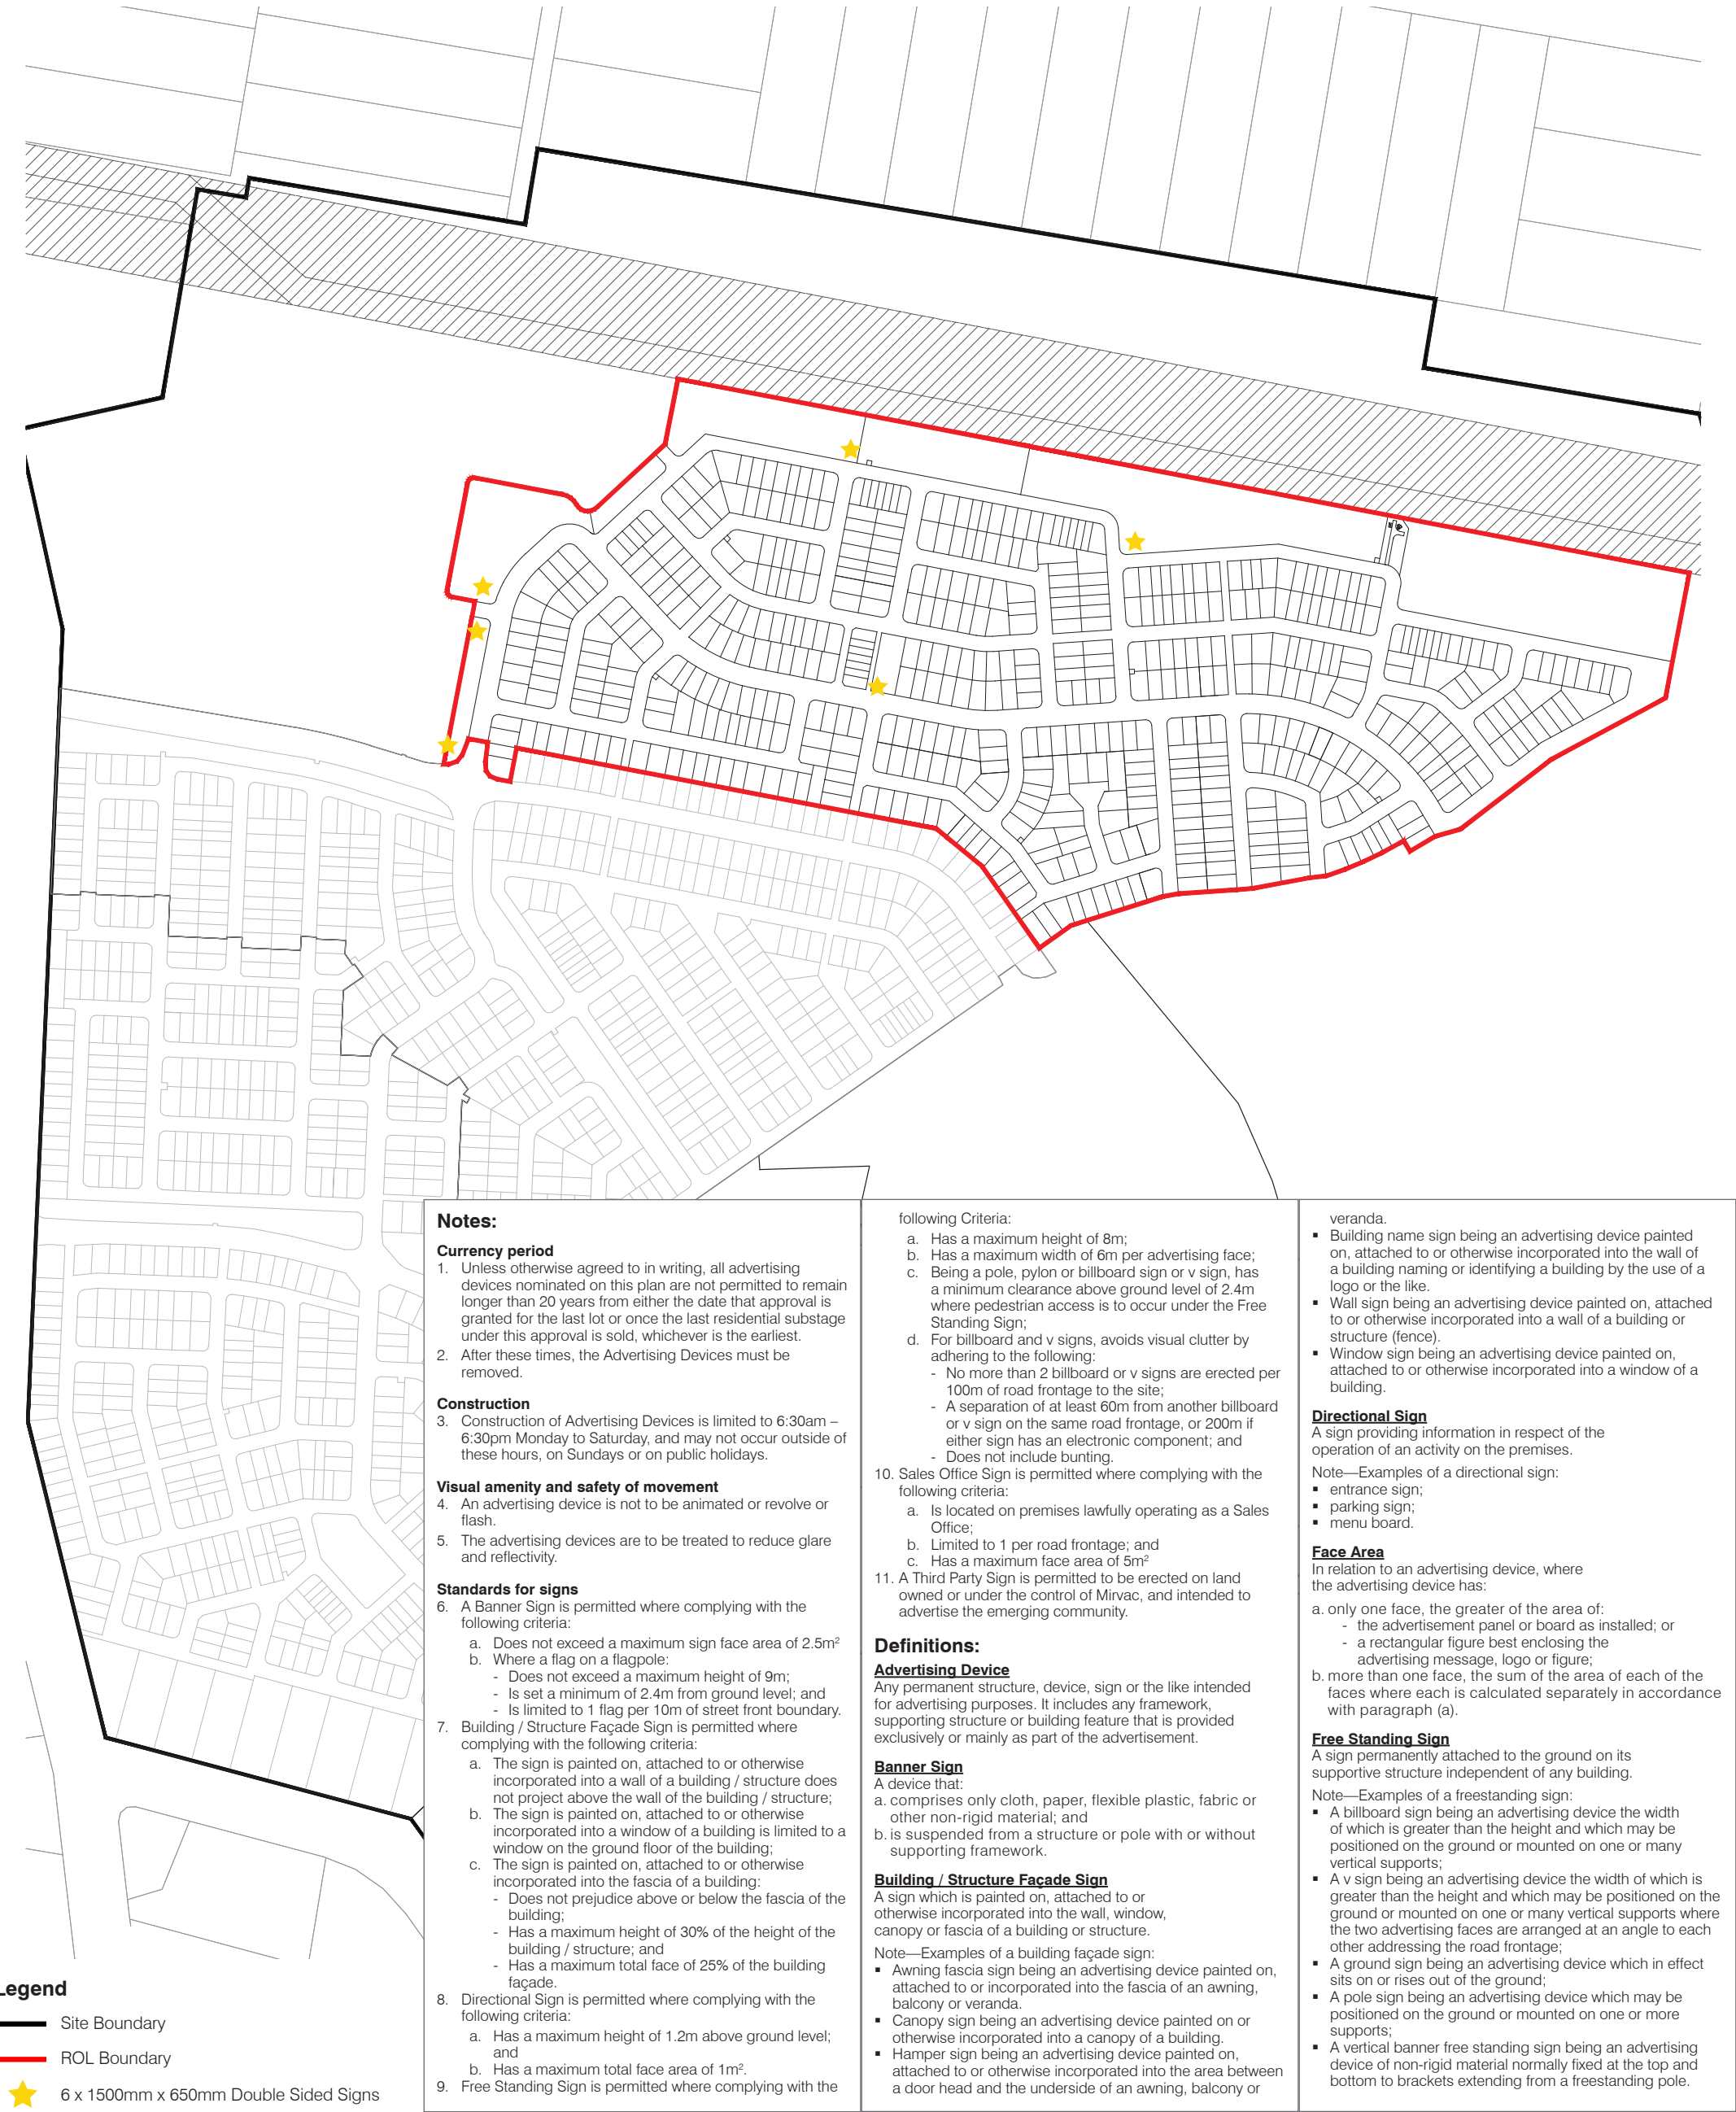 Notes:
Currency period
1. Unless otherwise agreed to in writing, all advertising
devices nominated on this plan are not permitted to remain
longer than 20 years from either the date that approval is
granted for the last lot or once the last residential substage
under this approval is sold, whichever is the earliest.
2. After these times, the Advertising Devices must be
removed.
Construction
3. Construction of Advertising Devices is limited to 6:30am –
6:30pm Monday to Saturday, and may not occur outside of
these hours, on Sundays or on public holidays.
Visual amenity and safety of movement
4. An advertising device is not to be animated or revolve or
flash.
5. The advertising devices are to be treated to reduce glare
and reflectivity.
Standards for signs
6. A Banner Sign is permitted where complying with the
following criteria:
a. Does not exceed a maximum sign face area of 2.5m²
b. Where a flag on a flagpole:
- Does not exceed a maximum height of 9m;
- Is set a minimum of 2.4m from ground level; and
- Is limited to 1 flag per 10m of street front boundary.
7. Building / Structure Façade Sign is permitted where
complying with the following criteria:
a. The sign is painted on, attached to or otherwise
incorporated into a wall of a building / structure does
not project above the wall of the building / structure;
b. The sign is painted on, attached to or otherwise
incorporated into a window of a building is limited to a
window on the ground floor of the building;
c. The sign is painted on, attached to or otherwise
incorporated into the fascia of a building:
- Does not prejudice above or below the fascia of the
building;
- Has a maximum height of 30% of the height of the
building / structure; and
- Has a maximum total face of 25% of the building
façade.
8. Directional Sign is permitted where complying with the
following criteria:
a. Has a maximum height of 1.2m above ground level;
and
b. Has a maximum total face area of 1m².
9. Free Standing Sign is permitted where complying with the
following Criteria:
a. Has a maximum height of 8m;
b. Has a maximum width of 6m per advertising face;
c. Being a pole, pylon or billboard sign or v sign, has
a minimum clearance above ground level of 2.4m
where pedestrian access is to occur under the Free
Standing Sign;
d. For billboard and v signs, avoids visual clutter by
adhering to the following:
- No more than 2 billboard or v signs are erected per
100m of road frontage to the site;
- A separation of at least 60m from another billboard
or v sign on the same road frontage, or 200m if
either sign has an electronic component; and
- Does not include bunting.
10. Sales Office Sign is permitted where complying with the
following criteria:
a. Is located on premises lawfully operating as a Sales
Office;
b. Limited to 1 per road frontage; and
c. Has a maximum face area of 5m²
11. A Third Party Sign is permitted to be erected on land
owned or under the control of Mirvac, and intended to
advertise the emerging community.
Definitions:
Advertising Device
Any permanent structure, device, sign or the like intended
for advertising purposes. It includes any framework,
supporting structure or building feature that is provided
exclusively or mainly as part of the advertisement.
Banner Sign
A device that:
a. comprises only cloth, paper, flexible plastic, fabric or
other non-rigid material; and
b. is suspended from a structure or pole with or without
supporting framework.
Building / Structure Façade Sign
A sign which is painted on, attached to or
otherwise incorporated into the wall, window,
canopy or fascia of a building or structure.
Note—Examples of a building façade sign:
▪ Awning fascia sign being an advertising device painted on,
attached to or incorporated into the fascia of an awning,
balcony or veranda.
▪ Canopy sign being an advertising device painted on or
otherwise incorporated into a canopy of a building.
▪ Hamper sign being an advertising device painted on,
attached to or otherwise incorporated into the area between
a door head and the underside of an awning, balcony or
veranda.
▪ Building name sign being an advertising device painted
on, attached to or otherwise incorporated into the wall of
a building naming or identifying a building by the use of a
logo or the like.
▪ Wall sign being an advertising device painted on, attached
to or otherwise incorporated into a wall of a building or
structure (fence).
▪ Window sign being an advertising device painted on,
attached to or otherwise incorporated into a window of a
building.
Directional Sign
A sign providing information in respect of the
operation of an activity on the premises.
Note—Examples of a directional sign:
▪ entrance sign;
▪ parking sign;
▪ menu board.
Face Area
In relation to an advertising device, where
the advertising device has:
a. only one face, the greater of the area of:
- the advertisement panel or board as installed; or
- a rectangular figure best enclosing the
advertising message, logo or figure;
b. more than one face, the sum of the area of each of the
faces where each is calculated separately in accordance
with paragraph (a).
Free Standing Sign
A sign permanently attached to the ground on its
supportive structure independent of any building.
Note—Examples of a freestanding sign:
▪ A billboard sign being an advertising device the width
of which is greater than the height and which may be
positioned on the ground or mounted on one or many
vertical supports;
▪ A v sign being an advertising device the width of which is
greater than the height and which may be positioned on the
ground or mounted on one or many vertical supports where
the two advertising faces are arranged at an angle to each
other addressing the road frontage;
▪ A ground sign being an advertising device which in effect
sits on or rises out of the ground;
▪ A pole sign being an advertising device which may be
positioned on the ground or mounted on one or more
supports;
▪ A vertical banner free standing sign being an advertising
device of non-rigid material normally fixed at the top and
bottom to brackets extending from a freestanding pole.
Legend
Site Boundary
ROL Boundary
6 x 1500mm x 650mm Double Sided Signs